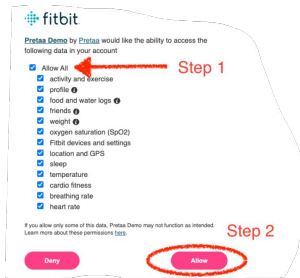 fitbit
Pretaa Demo by Pretaa would like the ability to access the
following data in your account
Allow All
Step 1
activity and exercise
profile
food and water logs
friends
weight
oxygen saturation (SpO2)
Fitbit devices and settings
location and GPS
sleep
temperature
cardio fitness
breathing rate
heart rate
If you allow only some of this data, Pretaa Demo may not function as intended.
Learn more about these permissions here.
Step 2
Deny
Allow